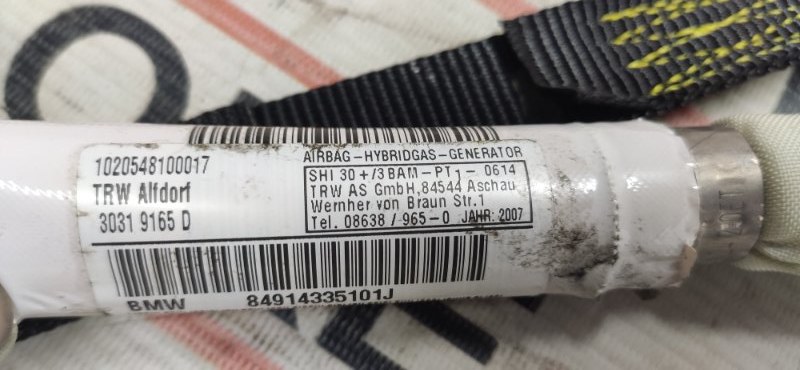 1020548100017
TRW Altdorf
3031 9165 D
AIRBAG-HYBRIDGAS-GENERATOR
SHI 30+/3BAM-PT1-0614
TRW AS GmbH, 84544 Aschau
Wernher von Braun Str.1
Tel. 08638/965-0 JAHR: 2007
BMW 84914335101J